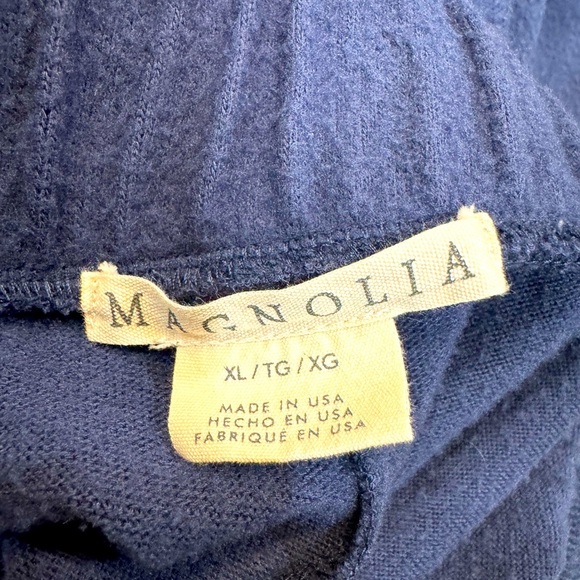 MAGNOLIA
XL/TG/XG
MADE IN USA
HECHO EN USA
FABRIQUÉ EN USA